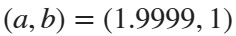 (a, b) = (1.9999, 1)